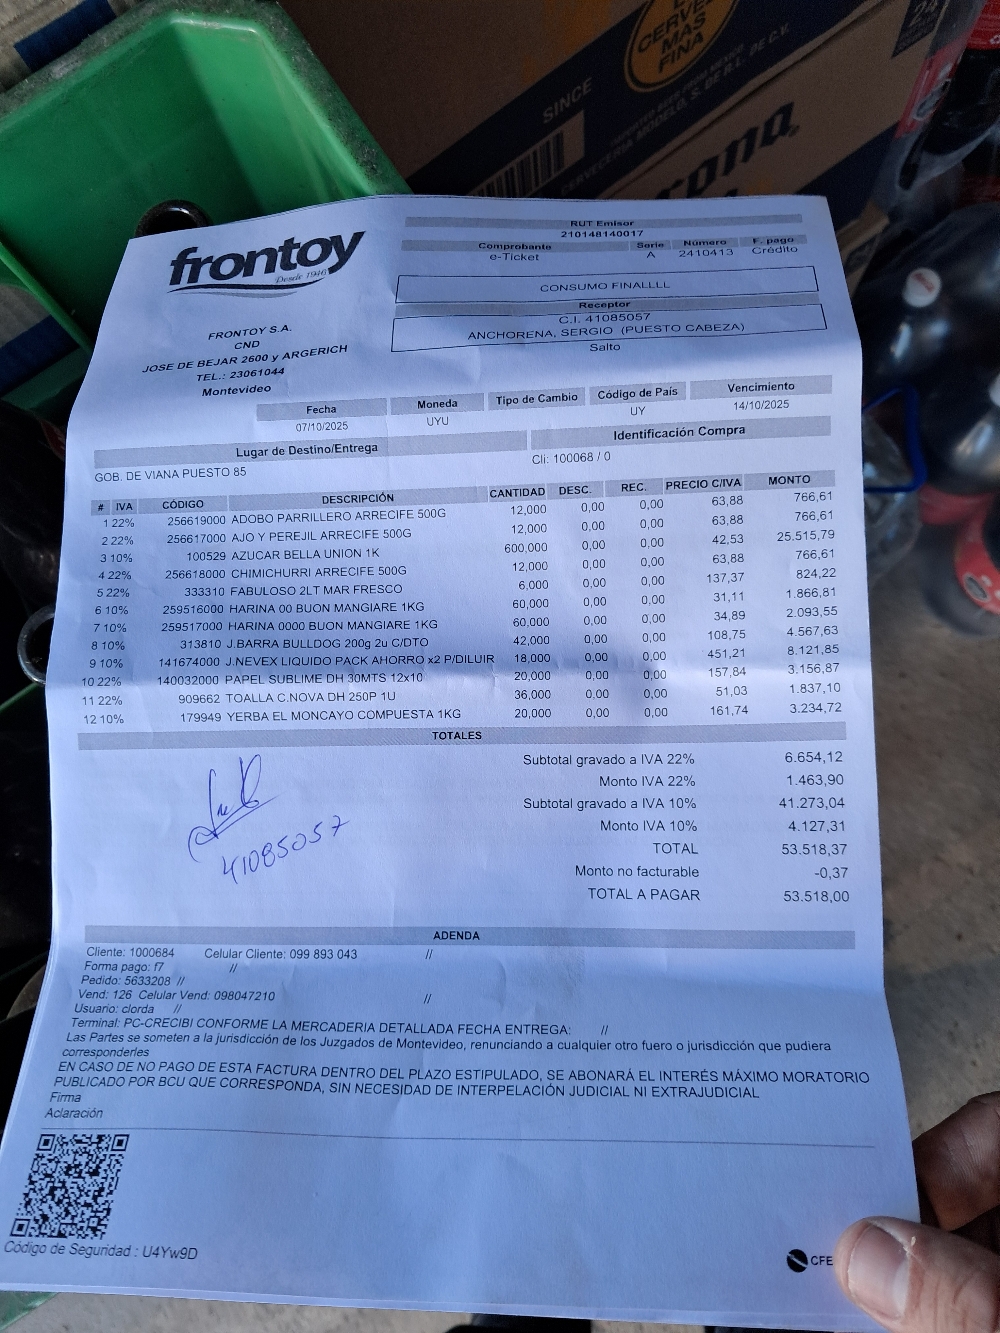 LA
CERVEZA
MAS
FINA
24
SINCE
IMPORTED BEER FROM MEXICO
CERVECERIA MODELO, S. DE R.L. DE C.V.
frontoy
Desde 1946
FRONTOY S.A.
CND
JOSE DE BEJAR 2600 y ARGERICH
TEL.: 23061044
Montevideo
RUT Emisor
210148140017
Comprobante Serie Número F. pago
e-Ticket A 2410413 Crédito
CONSUMO FINALLLL
Receptor
C.I. 41085057
ANCHORENA, SERGIO (PUESTO CABEZA)
Salto
Fecha Moneda Tipo de Cambio Código de País Vencimiento
07/10/2025 UYU UY 14/10/2025
Lugar de Destino/Entrega Identificación Compra
GOB. DE VIANA PUESTO 85 Cli: 100068 / 0
# IVA CÓDIGO DESCRIPCIÓN CANTIDAD DESC. REC. PRECIO C/IVA MONTO
1 22% 256619000 ADOBO PARRILLERO ARRECIFE 500G 12,000 0,00 0,00 63,88 766,61
2 22% 256617000 AJO Y PEREJIL ARRECIFE 500G 12,000 0,00 0,00 63,88 766,61
3 10% 100529 AZUCAR BELLA UNION 1K 600,000 0,00 0,00 42,53 25.515,79
4 22% 256618000 CHIMICHURRI ARRECIFE 500G 12,000 0,00 0,00 63,88 766,61
5 22% 333310 FABULOSO 2LT MAR FRESCO 6,000 0,00 0,00 137,37 824,22
6 10% 259516000 HARINA 00 BUON MANGIARE 1KG 60,000 0,00 0,00 31,11 1.866,81
7 10% 259517000 HARINA 0000 BUON MANGIARE 1KG 60,000 0,00 0,00 34,89 2.093,55
8 10% 313810 J.BARRA BULLDOG 200g 2u C/DTO 42,000 0,00 0,00 108,75 4.567,63
9 10% 141674000 J.NEVEX LIQUIDO PACK AHORRO x2 P/DILUIR 18,000 0,00 0,00 451,21 8.121,85
10 22% 140032000 PAPEL SUBLIME DH 30MTS 12x10 20,000 0,00 0,00 157,84 3.156,87
11 22% 909662 TOALLA C.NOVA DH 250P 1U 36,000 0,00 0,00 51,03 1.837,10
12 10% 179949 YERBA EL MONCAYO COMPUESTA 1KG 20,000 0,00 0,00 161,74 3.234,72
TOTALES
Subtotal gravado a IVA 22% 6.654,12
Monto IVA 22% 1.463,90
Subtotal gravado a IVA 10% 41.273,04
Monto IVA 10% 4.127,31
TOTAL 53.518,37
Monto no facturable -0,37
TOTAL A PAGAR 53.518,00
41085057
ADENDA
Cliente: 1000684 Celular Cliente: 099 893 043 //
Forma pago: f7 //
Pedido: 5633208 //
Vend: 126 Celular Vend: 098047210 //
Usuario: clorda //
Terminal: PC-CRECIBI CONFORME LA MERCADERIA DETALLADA FECHA ENTREGA: //
Las Partes se someten a la jurisdicción de los Juzgados de Montevideo, renunciando a cualquier otro fuero o jurisdicción que pudiera
corresponderles
EN CASO DE NO PAGO DE ESTA FACTURA DENTRO DEL PLAZO ESTIPULADO, SE ABONARÁ EL INTERÉS MÁXIMO MORATORIO
PUBLICADO POR BCU QUE CORRESPONDA, SIN NECESIDAD DE INTERPELACIÓN JUDICIAL NI EXTRAJUDICIAL
Firma
Aclaración
Código de Seguridad : U4Yw9D
CFE